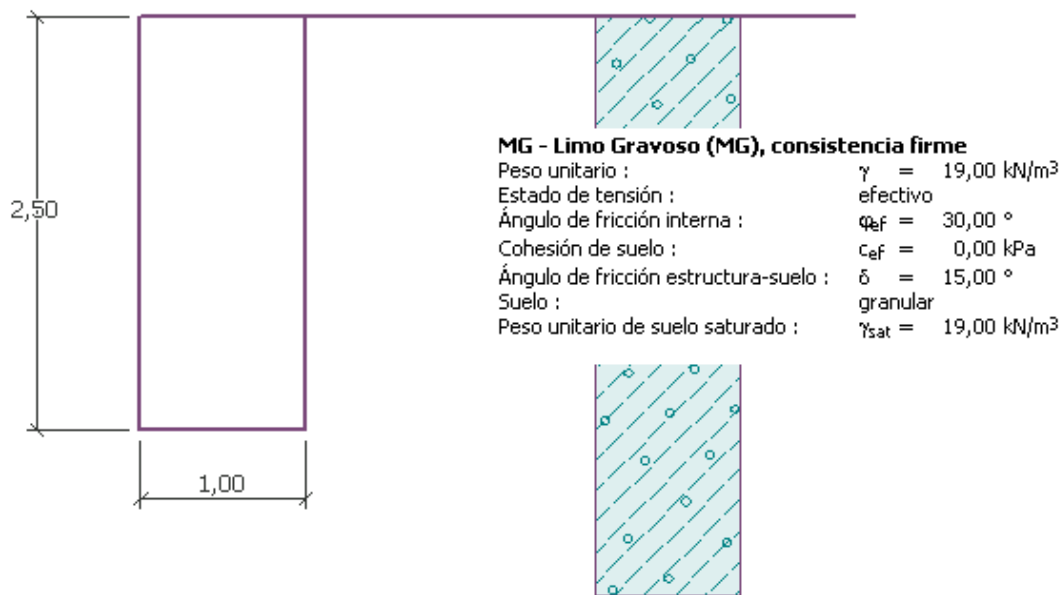 2,50
1,00
MG - Limo Gravoso (MG), consistencia firme
Peso unitario : γ = 19,00 kN/m³
Estado de tensión : efectivo
Ángulo de fricción interna : φef = 30,00 °
Cohesión de suelo : cef = 0,00 kPa
Ángulo de fricción estructura-suelo : δ = 15,00 °
Suelo : granular
Peso unitario de suelo saturado : γsat = 19,00 kN/m³